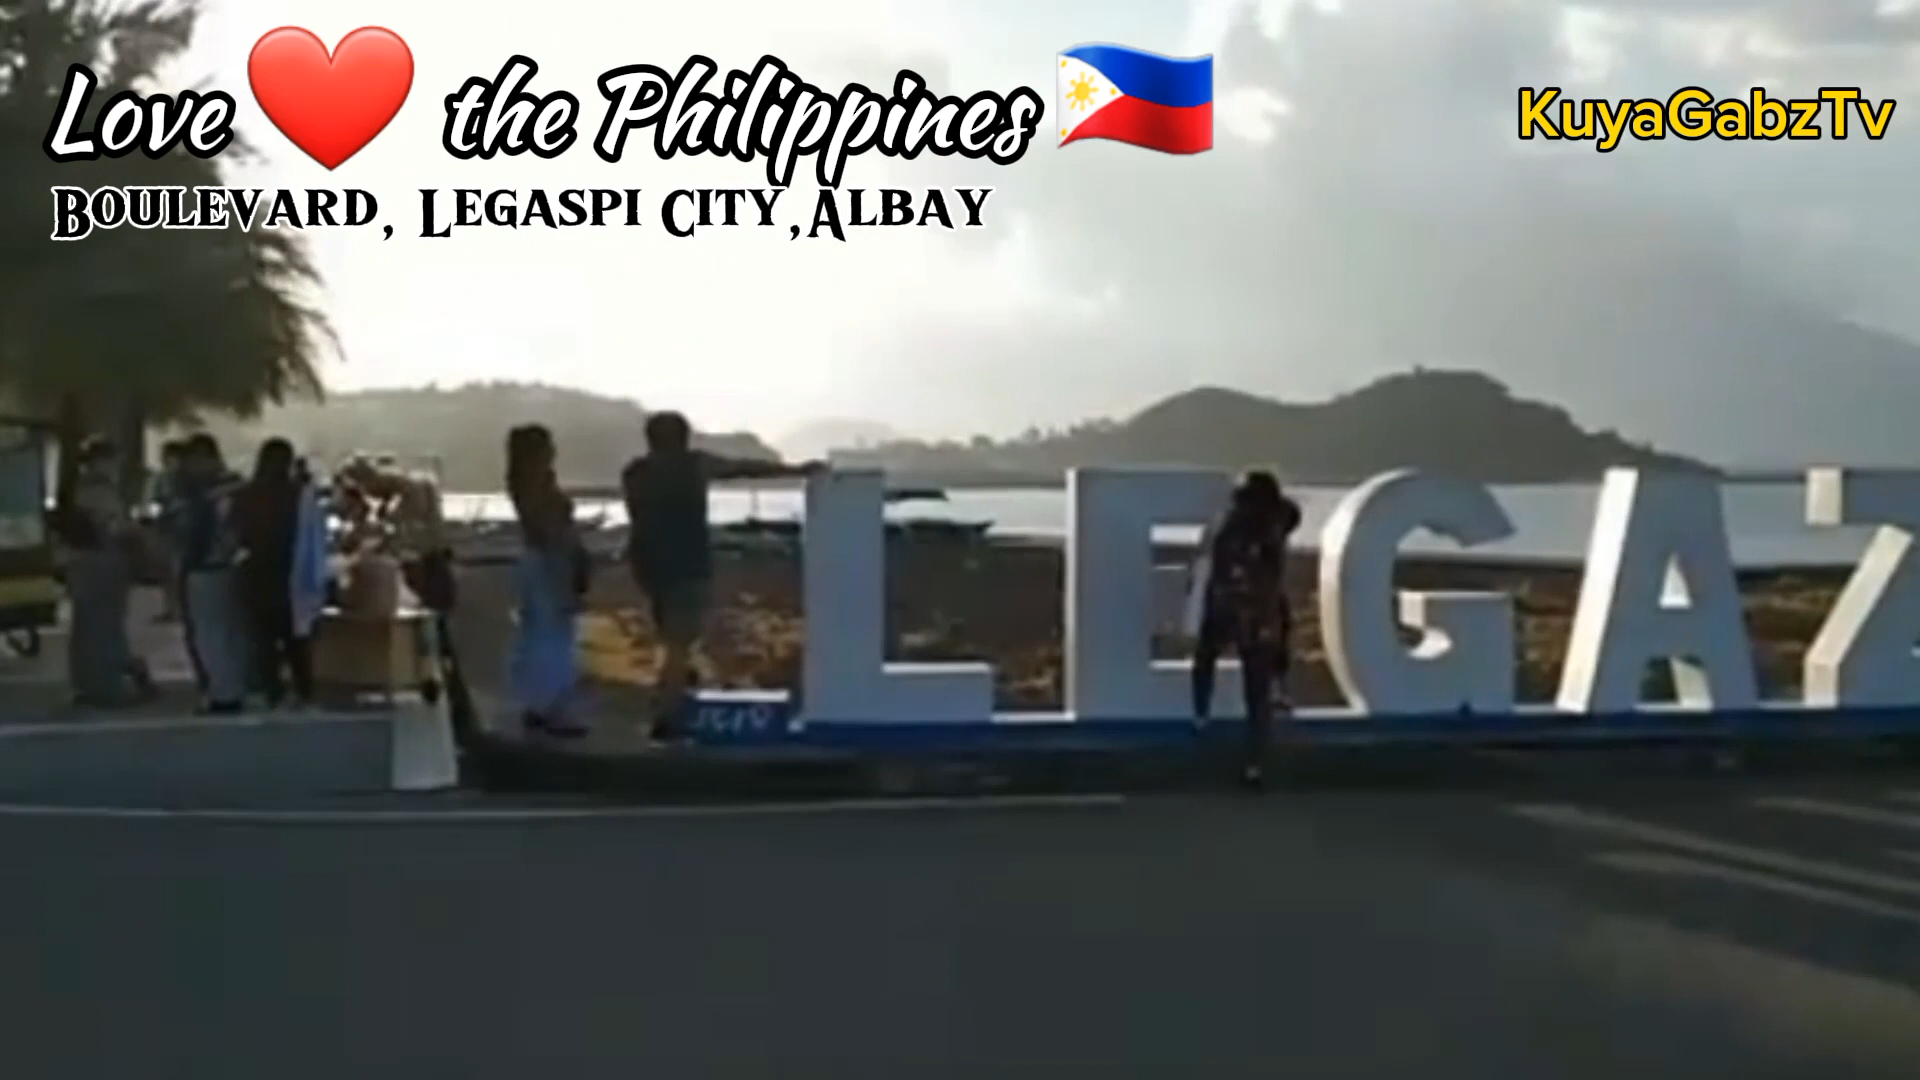 Love ❤️ the Philippines 🇵🇭
KuyaGabzTv
BOULEVARD, LEGASPI CITY, ALBAY
LEGAZ